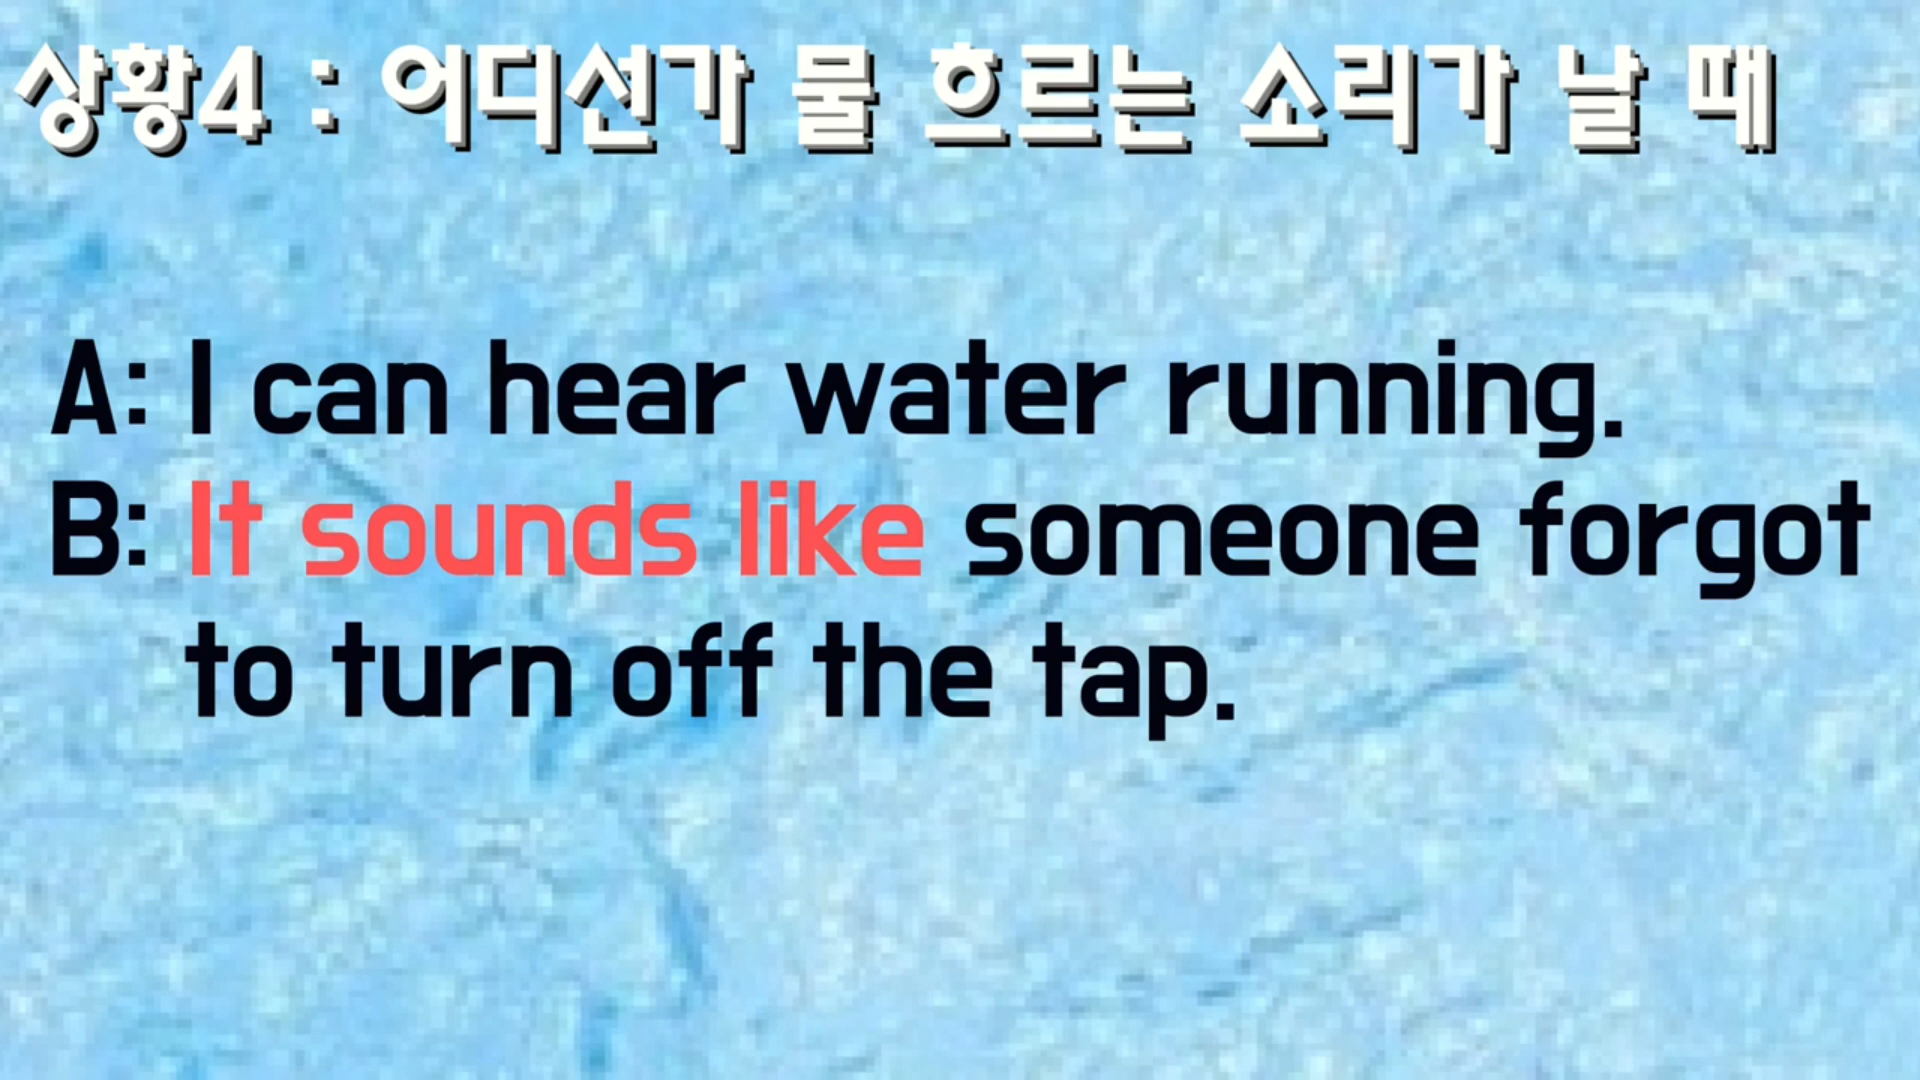 상황4 : 어디선가 물 흐르는 소리가 날 때
A: I can hear water running.
B: It sounds like someone forgot
to turn off the tap.